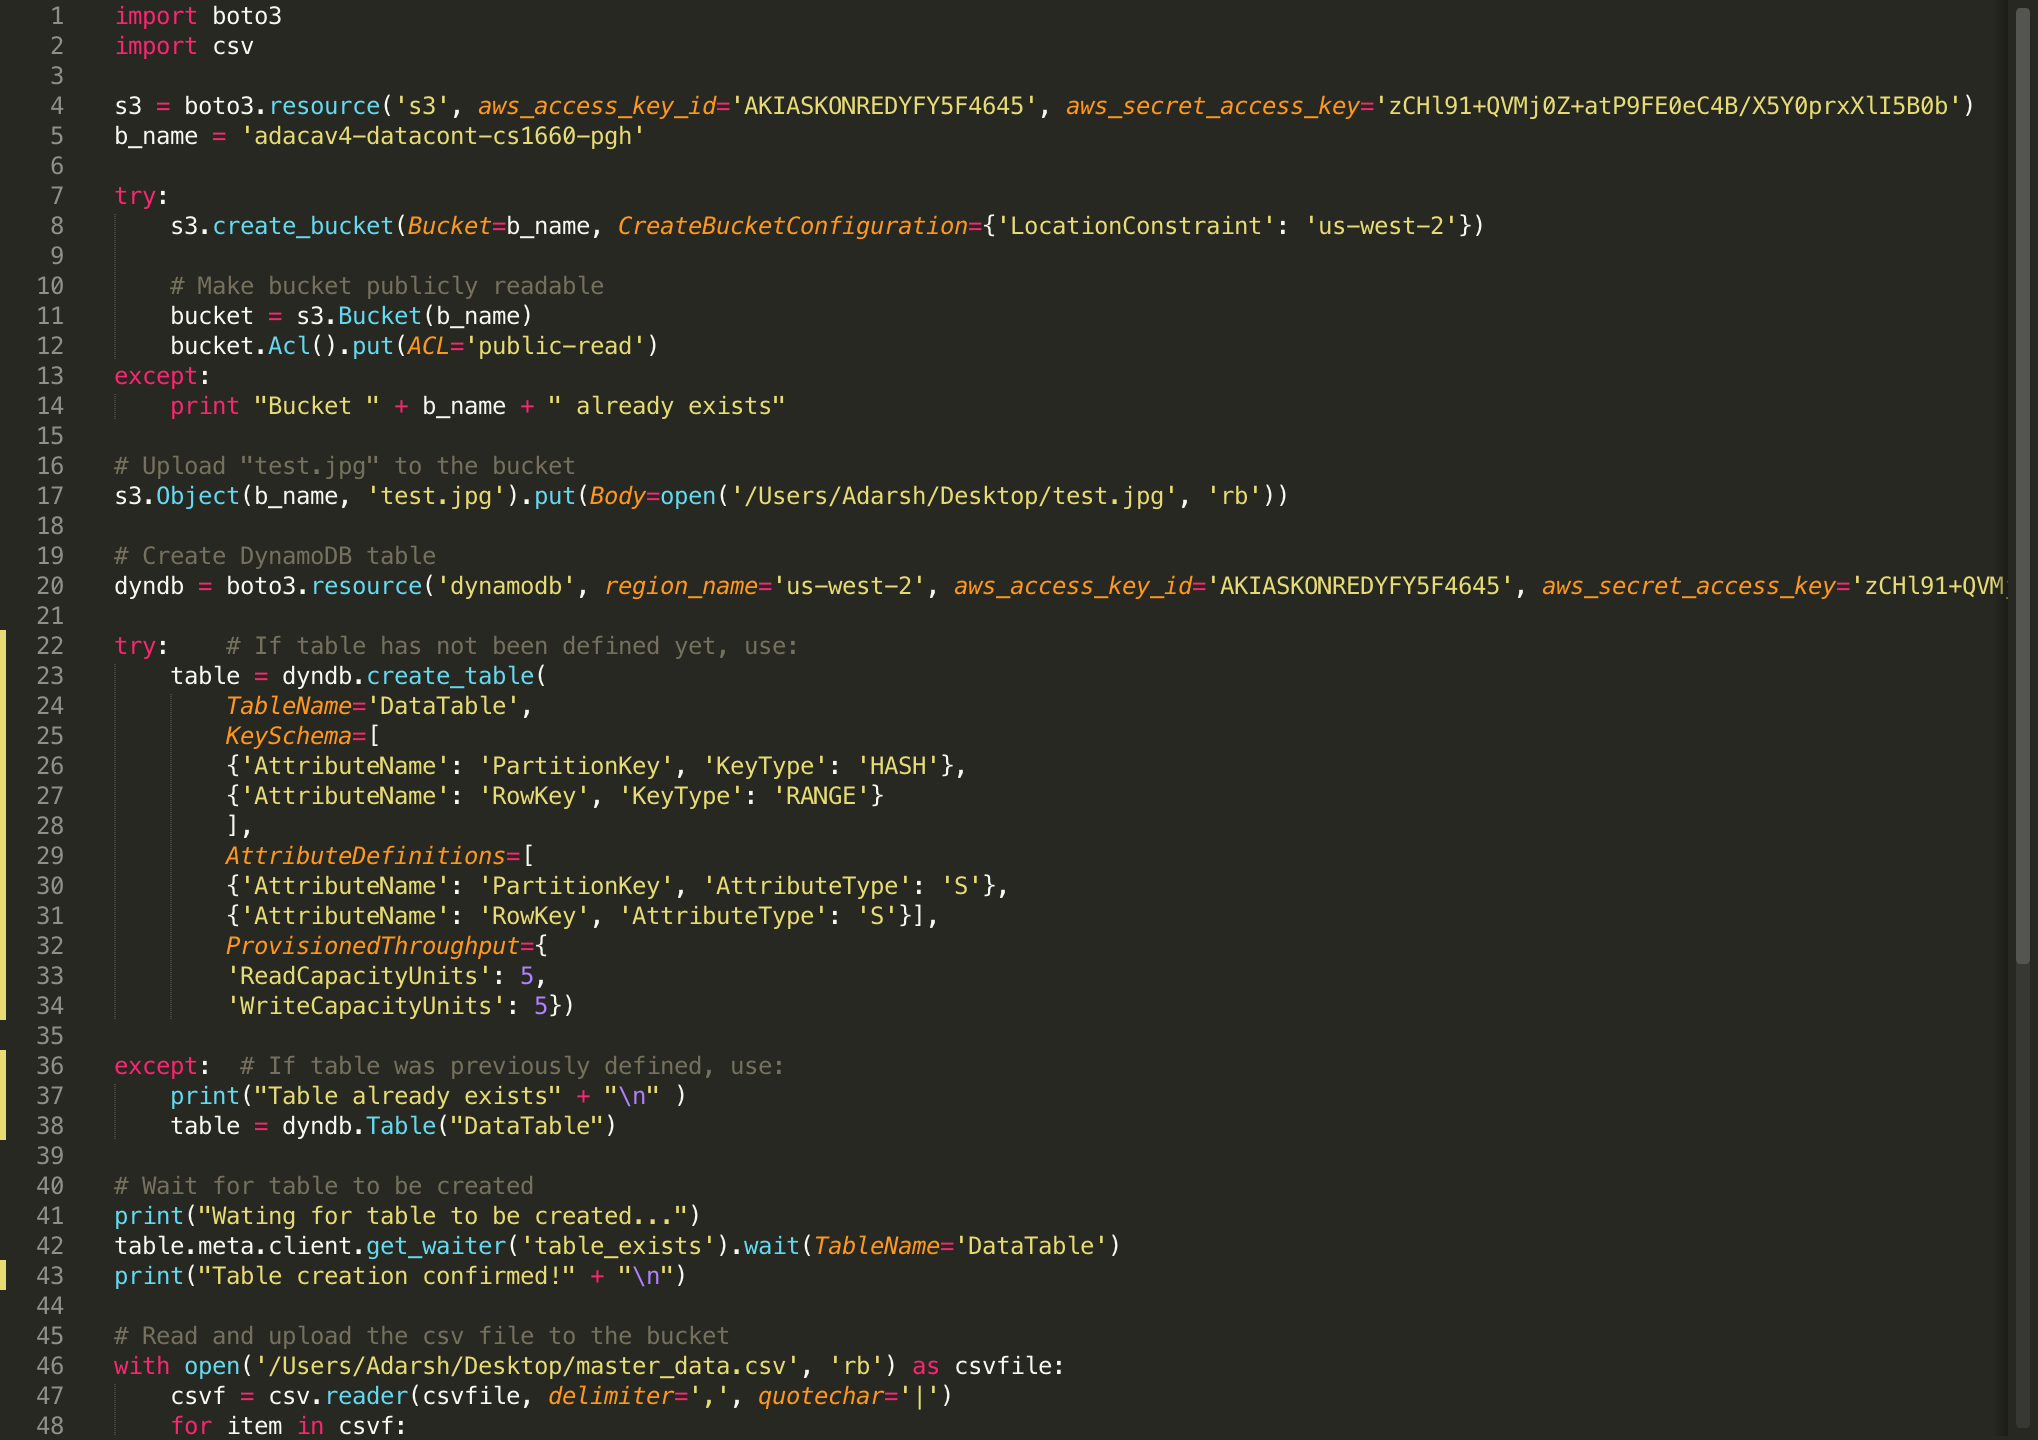 1 import boto3
2 import csv
3
4 s3 = boto3.resource('s3', aws_access_key_id='AKIASKONREDYFY5F4645', aws_secret_access_key='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')
5 b_name = 'adacav4-datacont-cs1660-pgh'
6
7 try:
8 s3.create_bucket(Bucket=b_name, CreateBucketConfiguration={'LocationConstraint': 'us-west-2'})
9
10 # Make bucket publicly readable
11 bucket = s3.Bucket(b_name)
12 bucket.Acl().put(ACL='public-read')
13 except:
14 print "Bucket " + b_name + " already exists"
15
16 # Upload "test.jpg" to the bucket
17 s3.Object(b_name, 'test.jpg').put(Body=open('/Users/Adarsh/Desktop/test.jpg', 'rb'))
18
19 # Create DynamoDB table
20 dyndb = boto3.resource('dynamodb', region_name='us-west-2', aws_access_key_id='AKIASKONREDYFY5F4645', aws_secret_access_key='zCHl91+QVM
21
22 try: # If table has not been defined yet, use:
23 table = dyndb.create_table(
24 TableName='DataTable',
25 KeySchema=[
26 {'AttributeName': 'PartitionKey', 'KeyType': 'HASH'},
27 {'AttributeName': 'RowKey', 'KeyType': 'RANGE'}
28 ],
29 AttributeDefinitions=[
30 {'AttributeName': 'PartitionKey', 'AttributeType': 'S'},
31 {'AttributeName': 'RowKey', 'AttributeType': 'S'}],
32 ProvisionedThroughput={
33 'ReadCapacityUnits': 5,
34 'WriteCapacityUnits': 5})
35
36 except: # If table was previously defined, use:
37 print("Table already exists" + "\n" )
38 table = dyndb.Table("DataTable")
39
40 # Wait for table to be created
41 print("Wating for table to be created...")
42 table.meta.client.get_waiter('table_exists').wait(TableName='DataTable')
43 print("Table creation confirmed!" + "\n")
44
45 # Read and upload the csv file to the bucket
46 with open('/Users/Adarsh/Desktop/master_data.csv', 'rb') as csvfile:
47 csvf = csv.reader(csvfile, delimiter=',', quotechar='|')
48 for item in csvf: